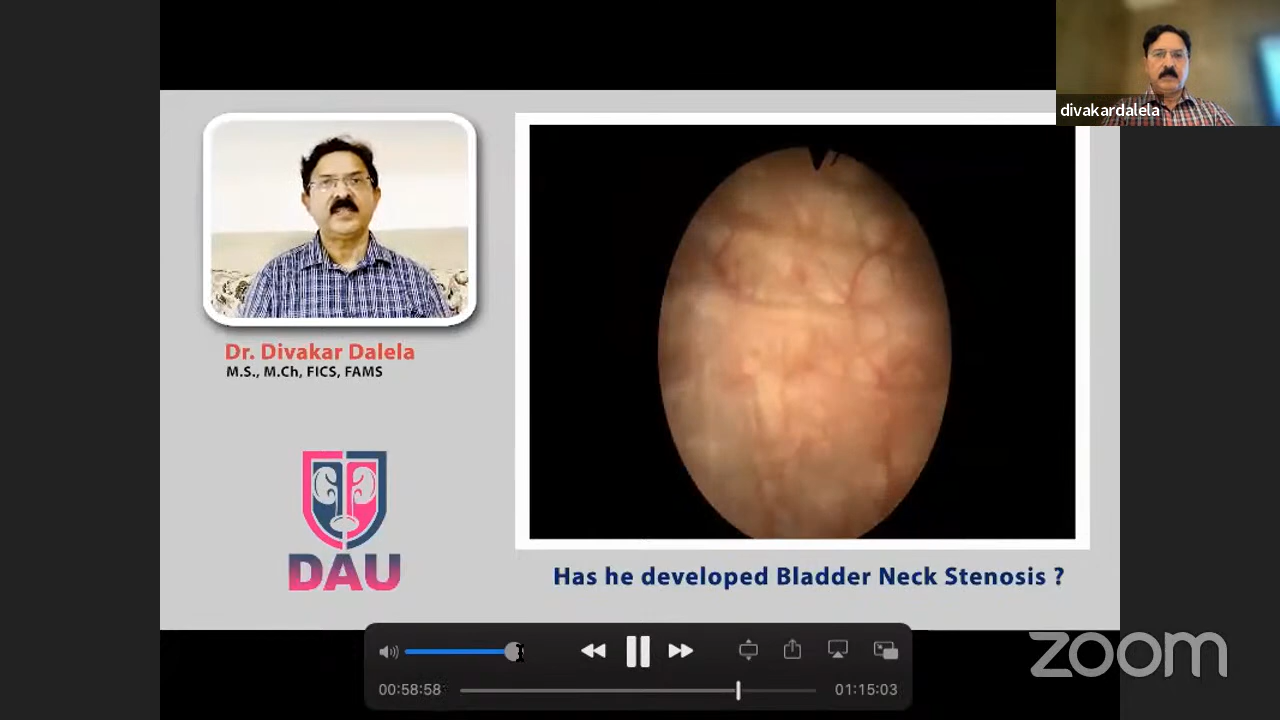 divakardalela
Dr. Divakar Dalela
M.S., M.Ch, FICS, FAMS
DAU
Has he developed Bladder Neck Stenosis ?
zoom
00:58:58
01:15:03